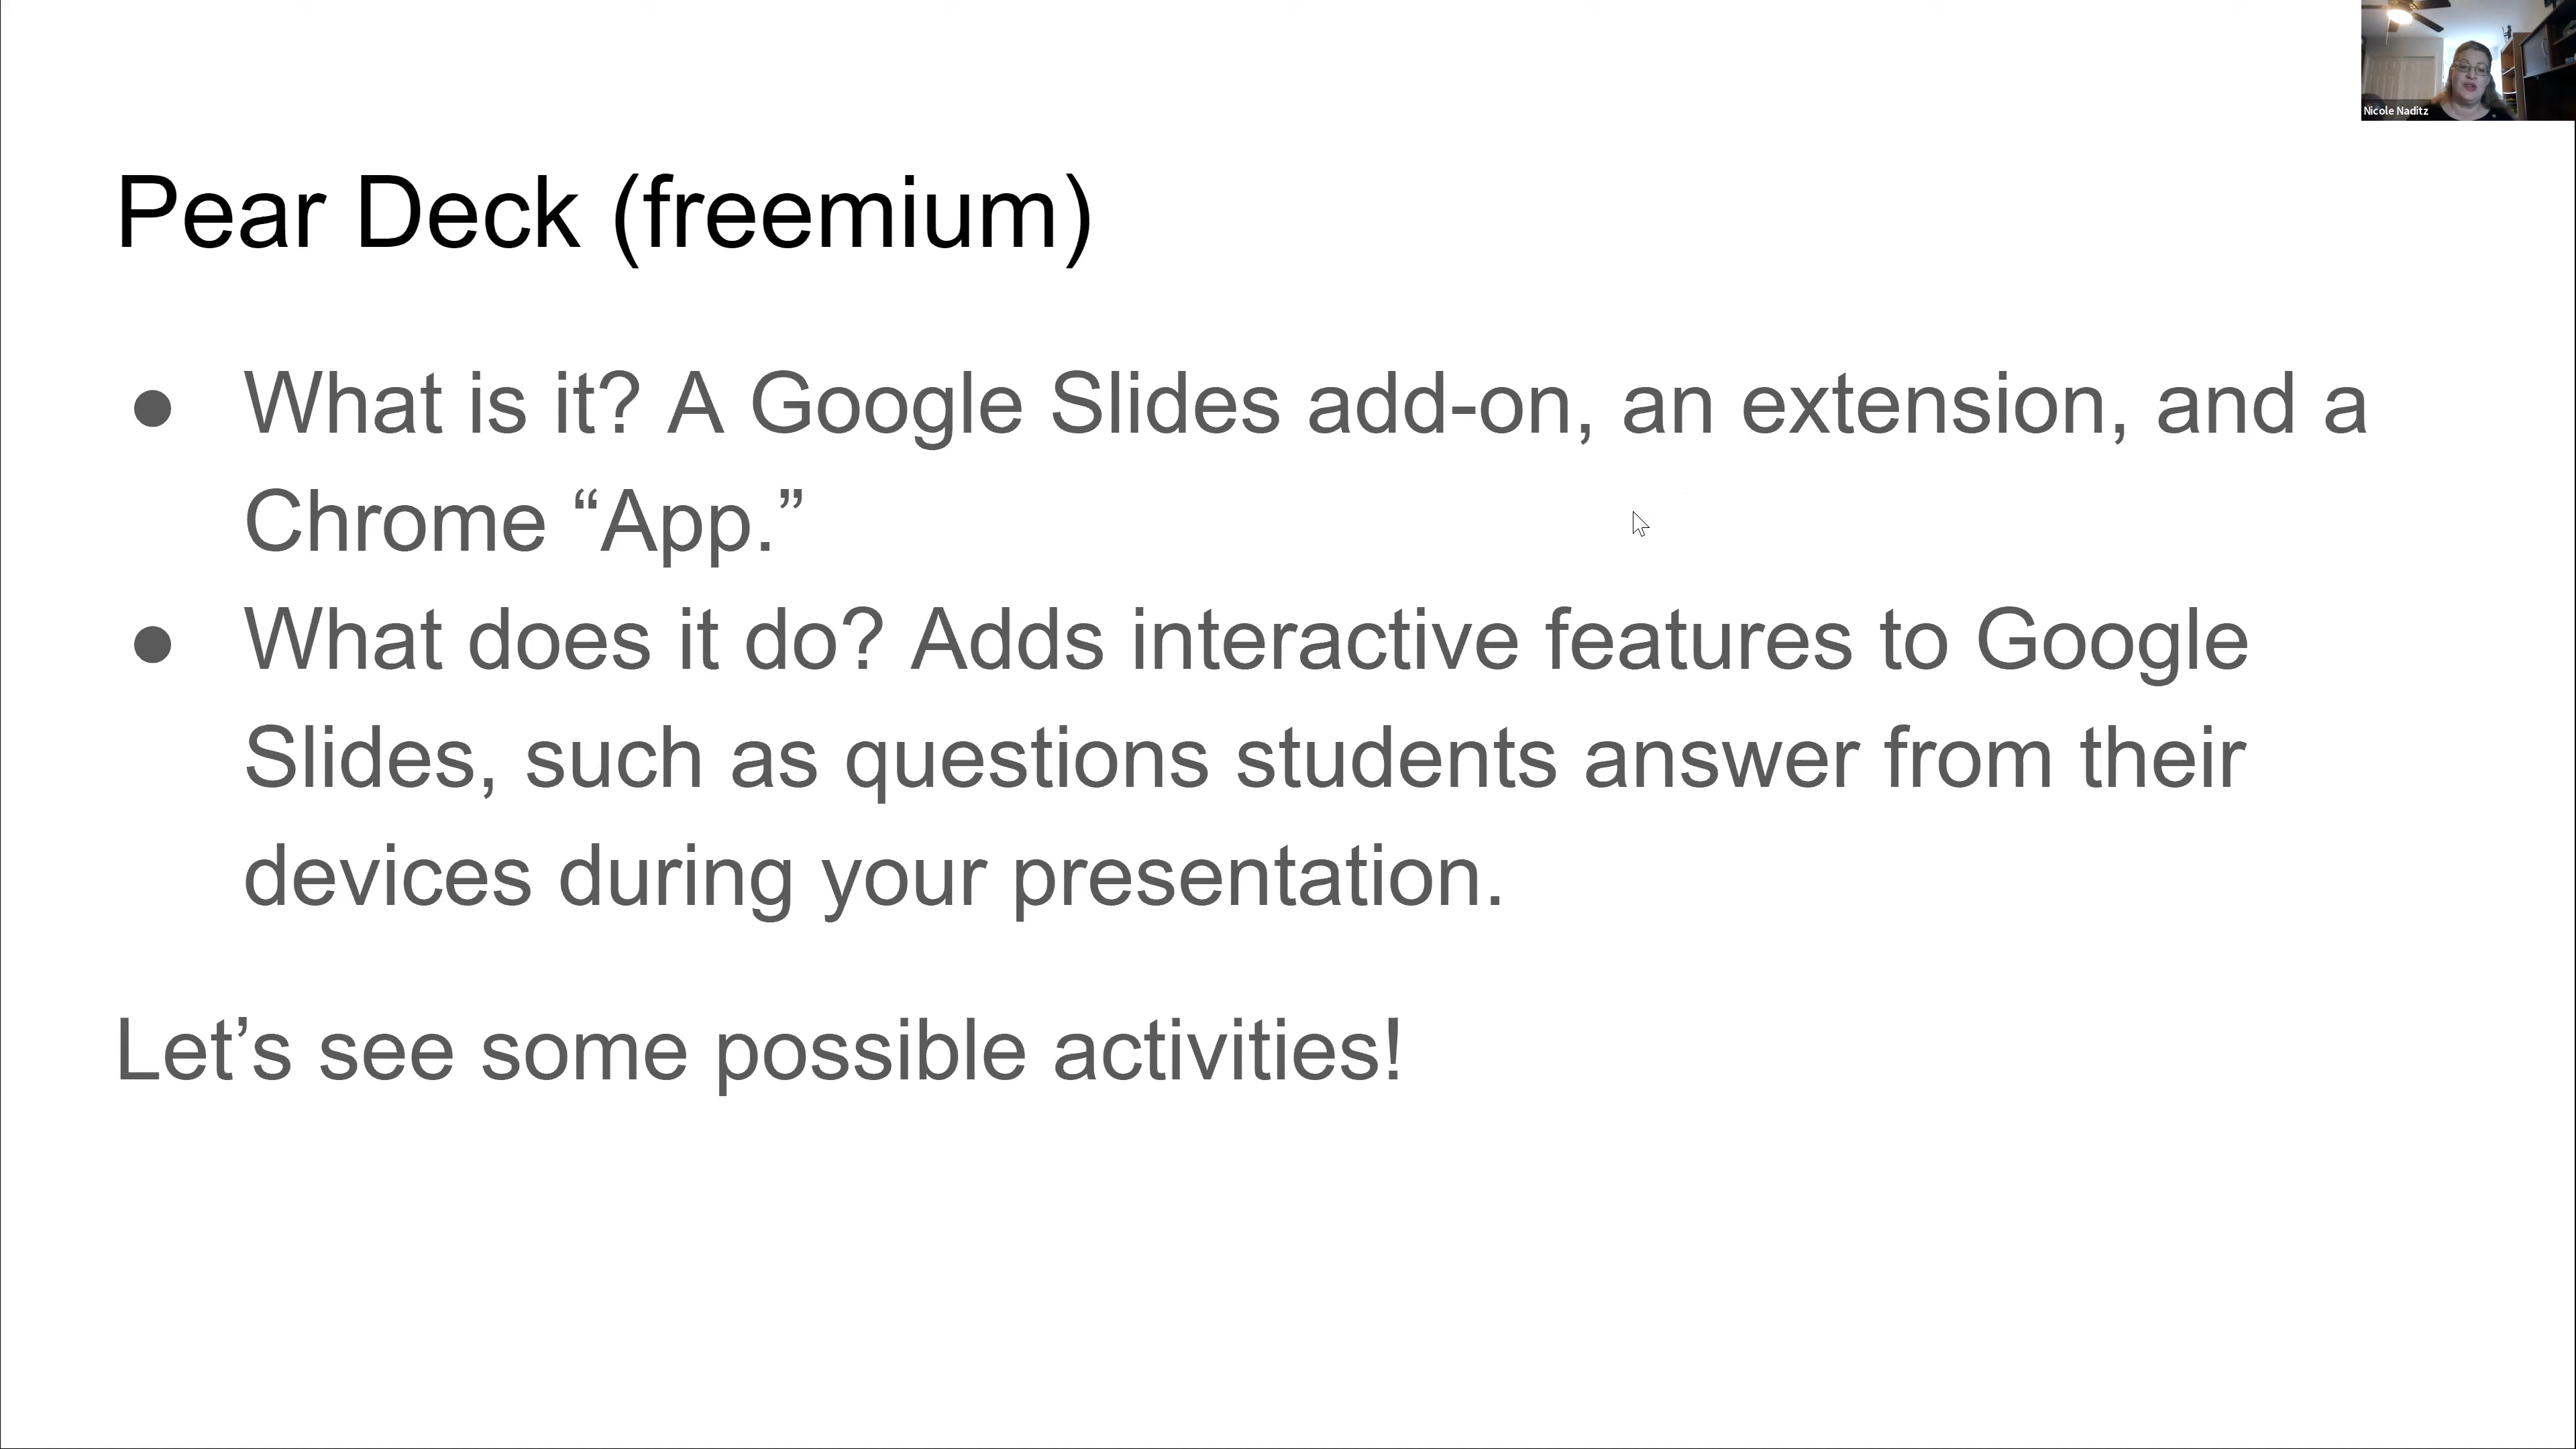 Nicole Naditz
Pear Deck (freemium)
● What is it? A Google Slides add-on, an extension, and a
Chrome “App.”
● What does it do? Adds interactive features to Google
Slides, such as questions students answer from their
devices during your presentation.
Let’s see some possible activities!